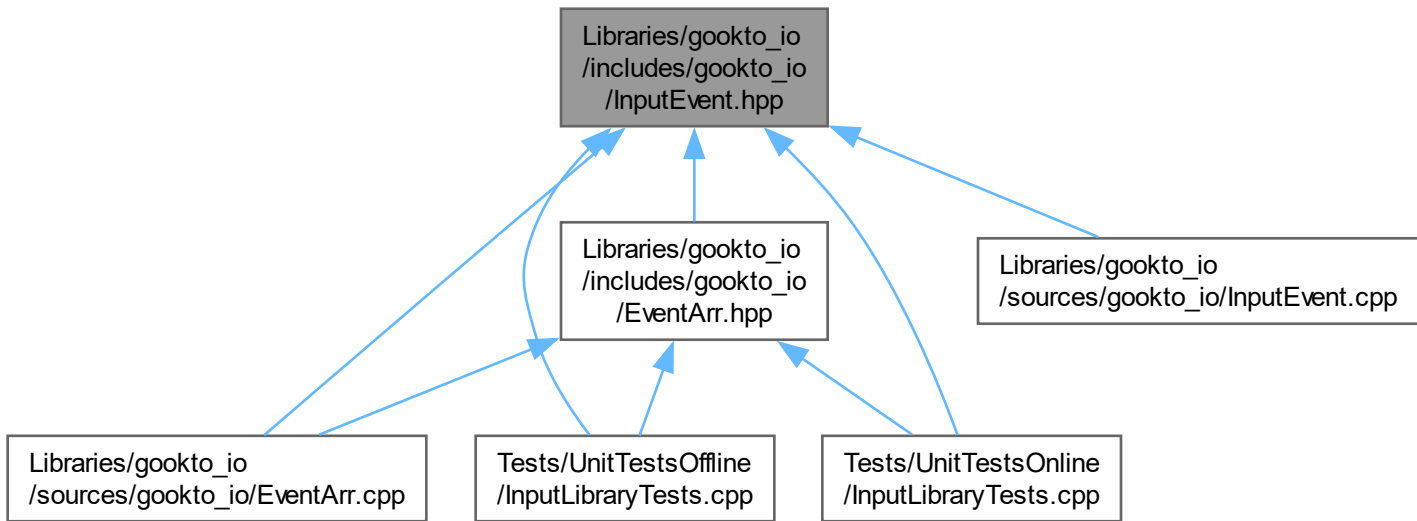 Libraries/gookto_io
/includes/gookto_io
/InputEvent.hpp
Libraries/gookto_io
/includes/gookto_io
/EventArr.hpp
Libraries/gookto_io
/sources/gookto_io/InputEvent.cpp
Libraries/gookto_io
/sources/gookto_io/EventArr.cpp
Tests/UnitTestsOffline
/InputLibraryTests.cpp
Tests/UnitTestsOnline
/InputLibraryTests.cpp